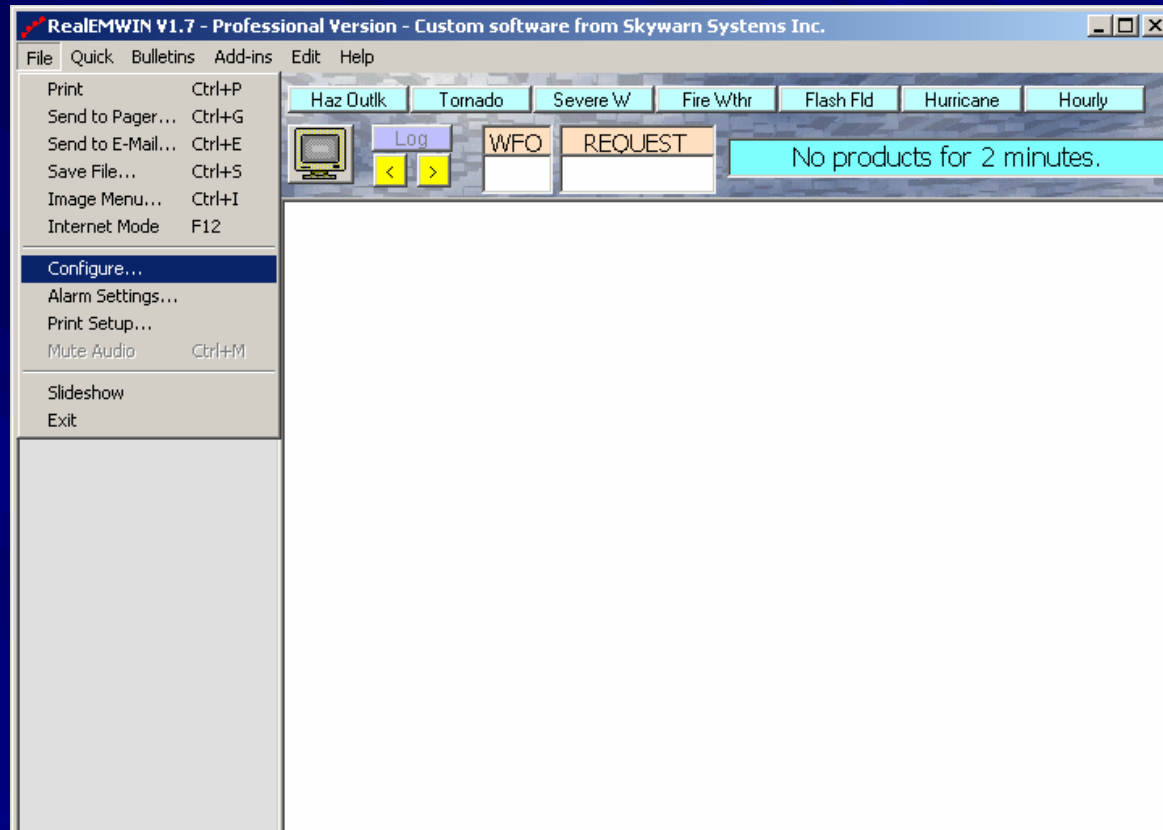 RealEMWIN V1.7 - Professional Version - Custom software from Skywarn Systems Inc.
File Quick Bulletins Add-ins Edit Help
Print Ctrl+P
Send to Pager... Ctrl+G
Send to E-Mail... Ctrl+E
Save File... Ctrl+S
Image Menu... Ctrl+I
Internet Mode F12
Configure...
Alarm Settings...
Print Setup...
Mute Audio Ctrl+M
Slideshow
Exit
Haz Outlk Tornado Severe W Fire Wthr Flash Fld Hurricane Hourly
Log WFO REQUEST
< >
No products for 2 minutes.